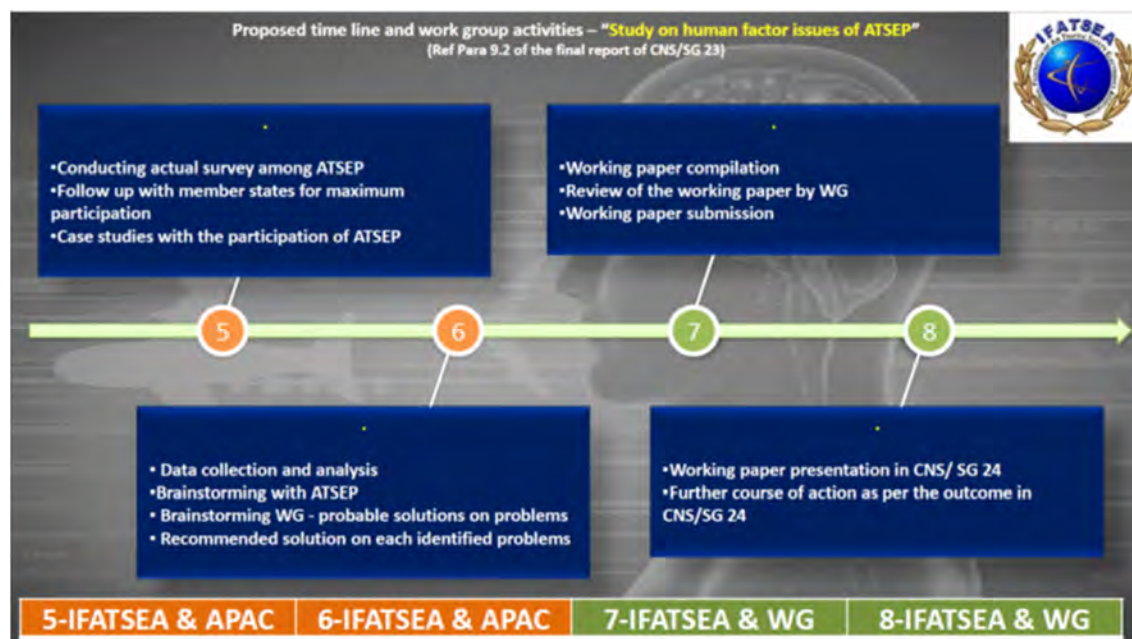 Proposed time line and work group activities – "Study on human factor issues of ATSEP"
(Ref Para 9.2 of the final report of CNS/SG 23)
IFATSEA
•Conducting actual survey among ATSEP
•Follow up with member states for maximum
participation
•Case studies with the participation of ATSEP
•Working paper compilation
•Review of the working paper by WG
•Working paper submission
5
6
7
8
• Data collection and analysis
•Brainstorming with ATSEP
• Brainstorming WG - probable solutions on problems
• Recommended solution on each identified problems
•Working paper presentation in CNS/ SG 24
•Further course of action as per the outcome in
CNS/SG 24
5-IFATSEA & APAC
6-IFATSEA & APAC
7-IFATSEA & WG
8-IFATSEA & WG